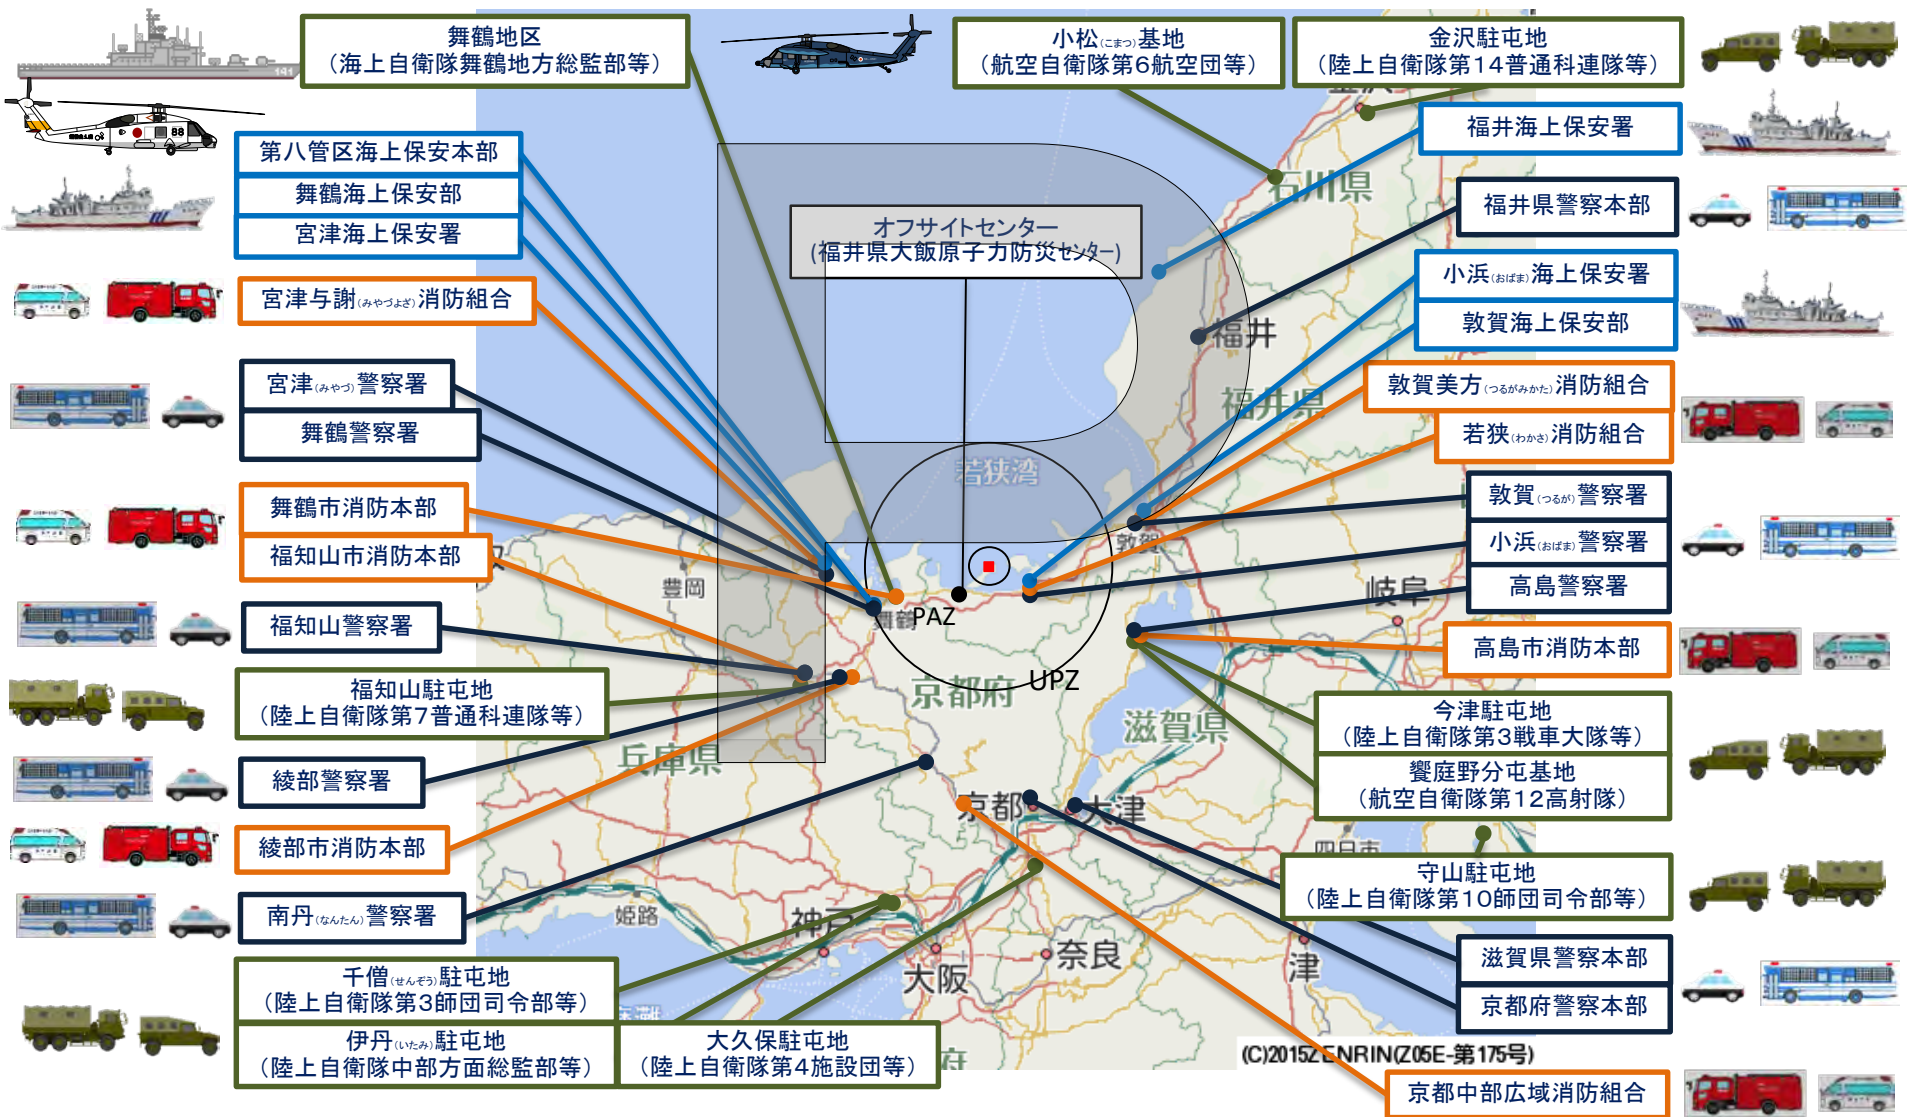 舞鶴地区
(海上自衛隊舞鶴地方総監部等)
小松(こまつ)基地
(航空自衛隊第6航空団等)
金沢駐屯地
(陸上自衛隊第14普通科連隊等)
141
88
第八管区海上保安本部
舞鶴海上保安部
宮津海上保安署
宮津与謝(みやづよざ)消防組合
宮津(みやづ)警察署
舞鶴警察署
舞鶴市消防本部
福知山市消防本部
福知山警察署
福知山駐屯地
(陸上自衛隊第7普通科連隊等)
綾部警察署
綾部市消防本部
南丹(なんたん)警察署
千僧(せんぞう)駐屯地
(陸上自衛隊第3師団司令部等)
伊丹(いたみ)駐屯地
(陸上自衛隊中部方面総監部等)
大久保駐屯地
(陸上自衛隊第4施設団等)
オフサイトセンター
(福井県大飯原子力防災センター)
福井海上保安署
福井県警察本部
小浜(おばま)海上保安署
敦賀海上保安部
敦賀美方(つるがみかた)消防組合
若狭(わかさ)消防組合
敦賀(つるが)警察署
小浜(おばま)警察署
高島警察署
高島市消防本部
今津駐屯地
(陸上自衛隊第3戦車大隊等)
饗庭野分屯基地
(航空自衛隊第12高射隊)
守山駐屯地
(陸上自衛隊第10師団司令部等)
滋賀県警察本部
京都府警察本部
京都中部広域消防組合
金沢
石川県
福井
福井県
若狭湾
敦賀
豊岡
舞鶴
PAZ
UPZ
岐阜
京都府
滋賀県
兵庫県
京都
大津
四日市
姫路
神戸
大阪
奈良
津
府
(C)2015ZENRIN(Z05E-第175号)